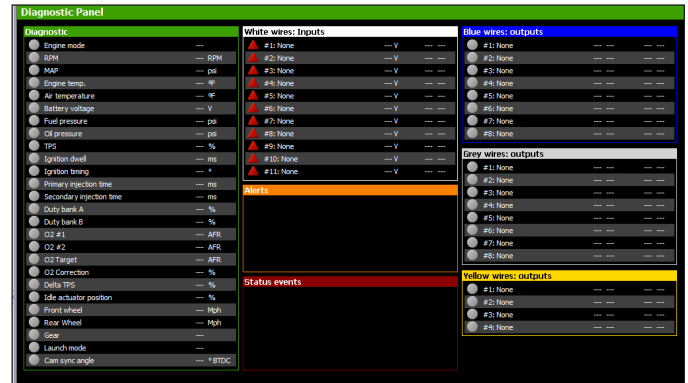 Diagnostic Panel
Diagnostic
Engine mode ---
RPM --- RPM
MAP --- psi
Engine temp. --- ºF
Air temperature --- ºF
Battery voltage --- V
Fuel pressure --- psi
Oil pressure --- psi
TPS --- %
Ignition dwell --- ms
Ignition timing --- °
Primary injection time --- ms
Secondary injection time --- ms
Duty bank A --- %
Duty bank B --- %
O2 #1 --- AFR
O2 #2 --- AFR
O2 Target --- AFR
O2 Correction --- %
Delta TPS --- %
Idle actuator position --- %
Front wheel --- Mph
Rear Wheel --- Mph
Gear ---
Launch mode ---
Cam sync angle --- °BTDC
White wires: Inputs
#1: None --- V --- ---
#2: None --- V --- ---
#3: None --- V --- ---
#4: None --- V --- ---
#5: None --- V --- ---
#6: None --- V --- ---
#7: None --- V --- ---
#8: None --- V --- ---
#9: None --- V --- ---
#10: None --- V --- ---
#11: None --- V --- ---
Alerts
Status events
Blue wires: outputs
#1: None --- --- --- ---
#2: None --- --- --- ---
#3: None --- --- --- ---
#4: None --- --- --- ---
#5: None --- --- --- ---
#6: None --- --- --- ---
#7: None --- --- --- ---
#8: None --- --- --- ---
Grey wires: outputs
#1: None --- --- --- ---
#2: None --- --- --- ---
#3: None --- --- --- ---
#4: None --- --- --- ---
#5: None --- --- --- ---
#6: None --- --- --- ---
#7: None --- --- --- ---
#8: None --- --- --- ---
Yellow wires: outputs
#1: None --- --- --- ---
#2: None --- --- --- ---
#3: None --- --- --- ---
#4: None --- --- --- ---